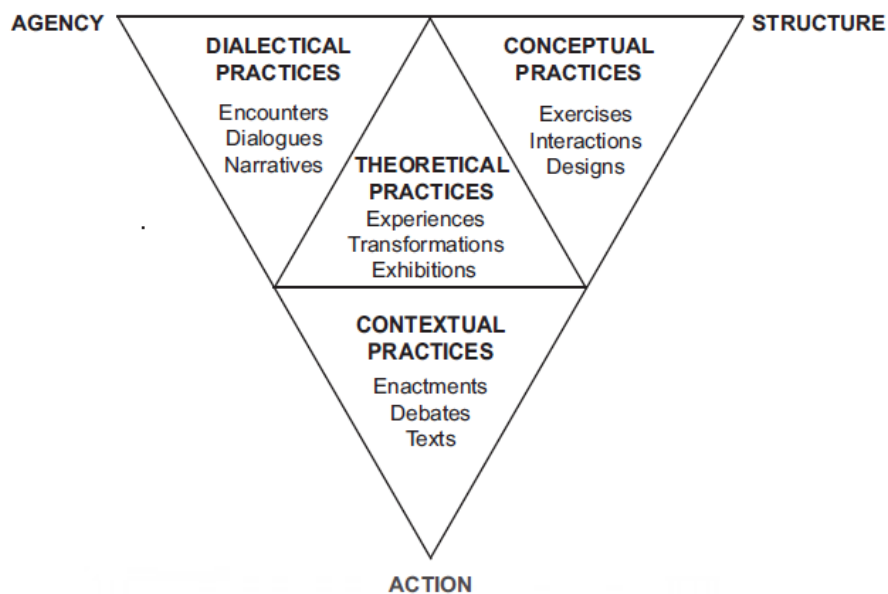 AGENCY
STRUCTURE
DIALECTICAL
PRACTICES
Encounters
Dialogues
Narratives
CONCEPTUAL
PRACTICES
Exercises
Interactions
Designs
THEORETICAL
PRACTICES
Experiences
Transformations
Exhibitions
CONTEXTUAL
PRACTICES
Enactments
Debates
Texts
ACTION